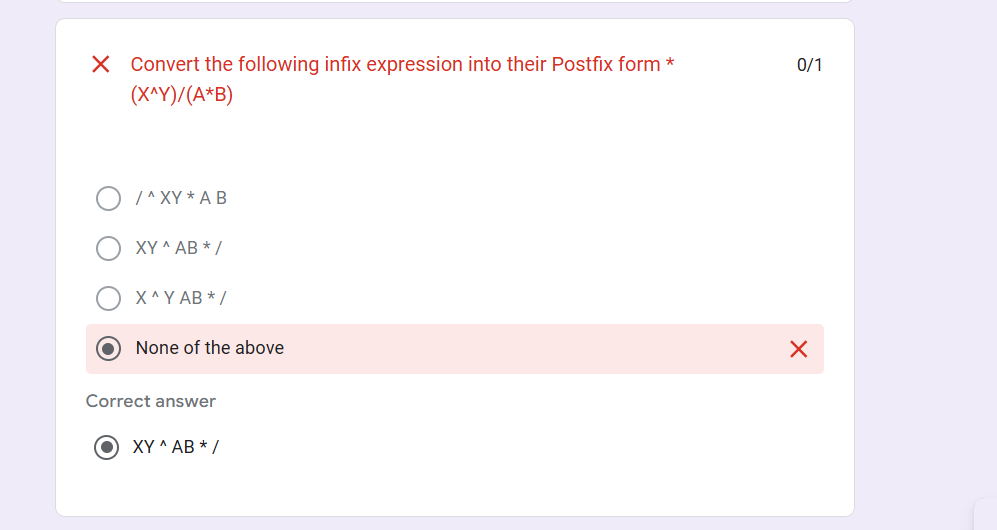 Convert the following infix expression into their Postfix form *
0/1
(X^Y)/(A*B)
/ ^ XY * A B
XY ^ AB * /
X ^ Y AB * /
None of the above
Correct answer
XY ^ AB * /